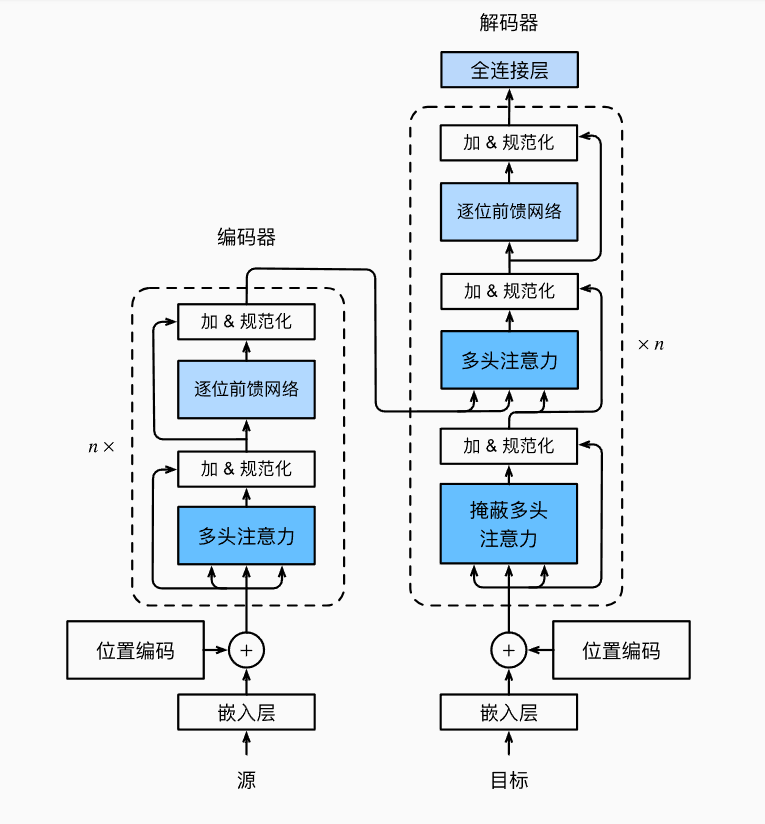 解码器
全连接层
加 & 规范化
逐位前馈网络
加 & 规范化
多头注意力
加 & 规范化
掩蔽多头
注意力
× n
位置编码
+
嵌入层
目标
编码器
加 & 规范化
逐位前馈网络
加 & 规范化
多头注意力
n ×
位置编码
+
嵌入层
源